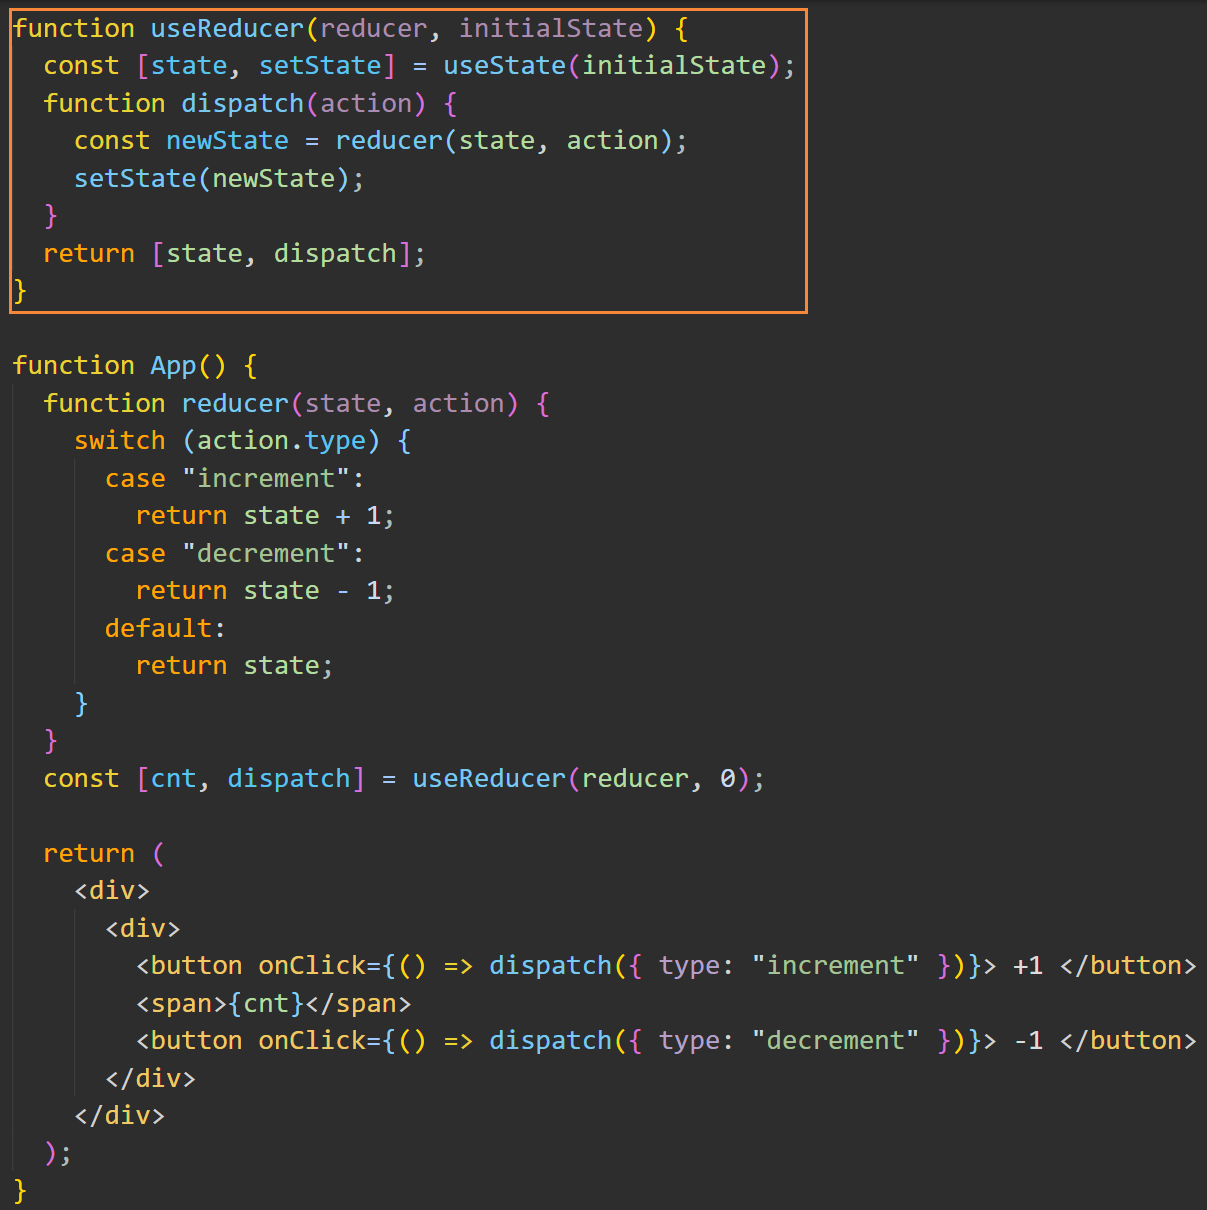 function useReducer(reducer, initialState) {
  const [state, setState] = useState(initialState);
  function dispatch(action) {
    const newState = reducer(state, action);
    setState(newState);
  }
  return [state, dispatch];
}

function App() {
  function reducer(state, action) {
    switch (action.type) {
      case "increment":
        return state + 1;
      case "decrement":
        return state - 1;
      default:
        return state;
    }
  }
  const [cnt, dispatch] = useReducer(reducer, 0);

  return (
    <div>
      <div>
        <button onClick={() => dispatch({ type: "increment" })}> +1 </button>
        <span>{cnt}</span>
        <button onClick={() => dispatch({ type: "decrement" })}> -1 </button>
      </div>
    </div>
  );
}